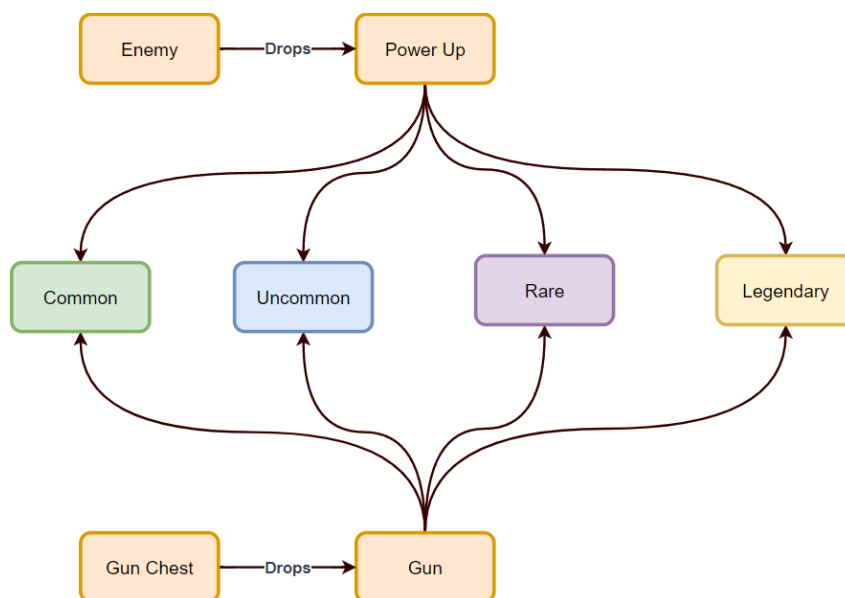 Enemy
Drops
Power Up
Common
Uncommon
Rare
Legendary
Gun Chest
Drops
Gun